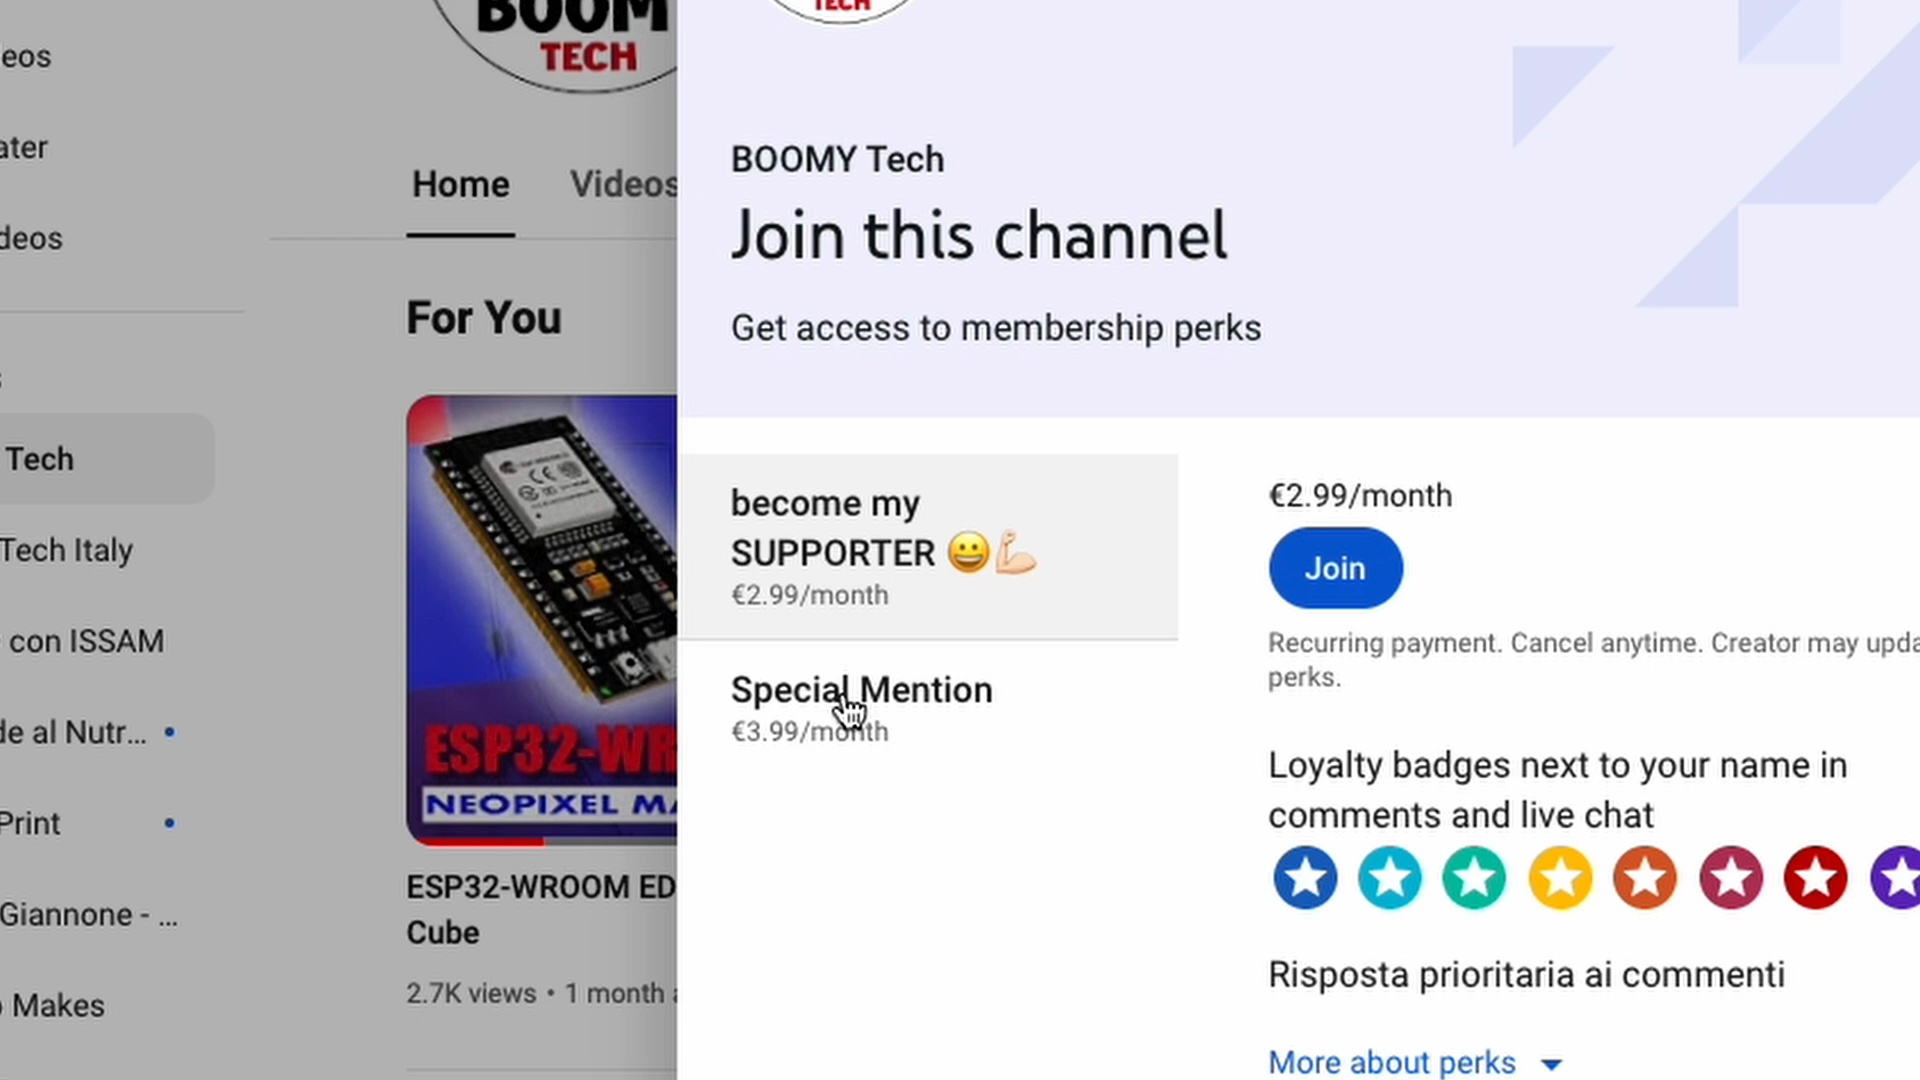 BOOM
TECH
TECH
eos
ater
deos
Tech
Tech Italy
con ISSAM
de al Nutr...
Print
Giannone - ...
Makes
Home
Videos
For You
ESP32-WR
NEOPIXEL MA
ESP32-WROOM ED
Cube
2.7K views • 1 month a
BOOMY Tech
Join this channel
Get access to membership perks
become my
SUPPORTER 😀💪🏻
€2.99/month
Special Mention
€3.99/month
€2.99/month
Join
Recurring payment. Cancel anytime. Creator may upda
perks.
Loyalty badges next to your name in
comments and live chat
Risposta prioritaria ai commenti
More about perks